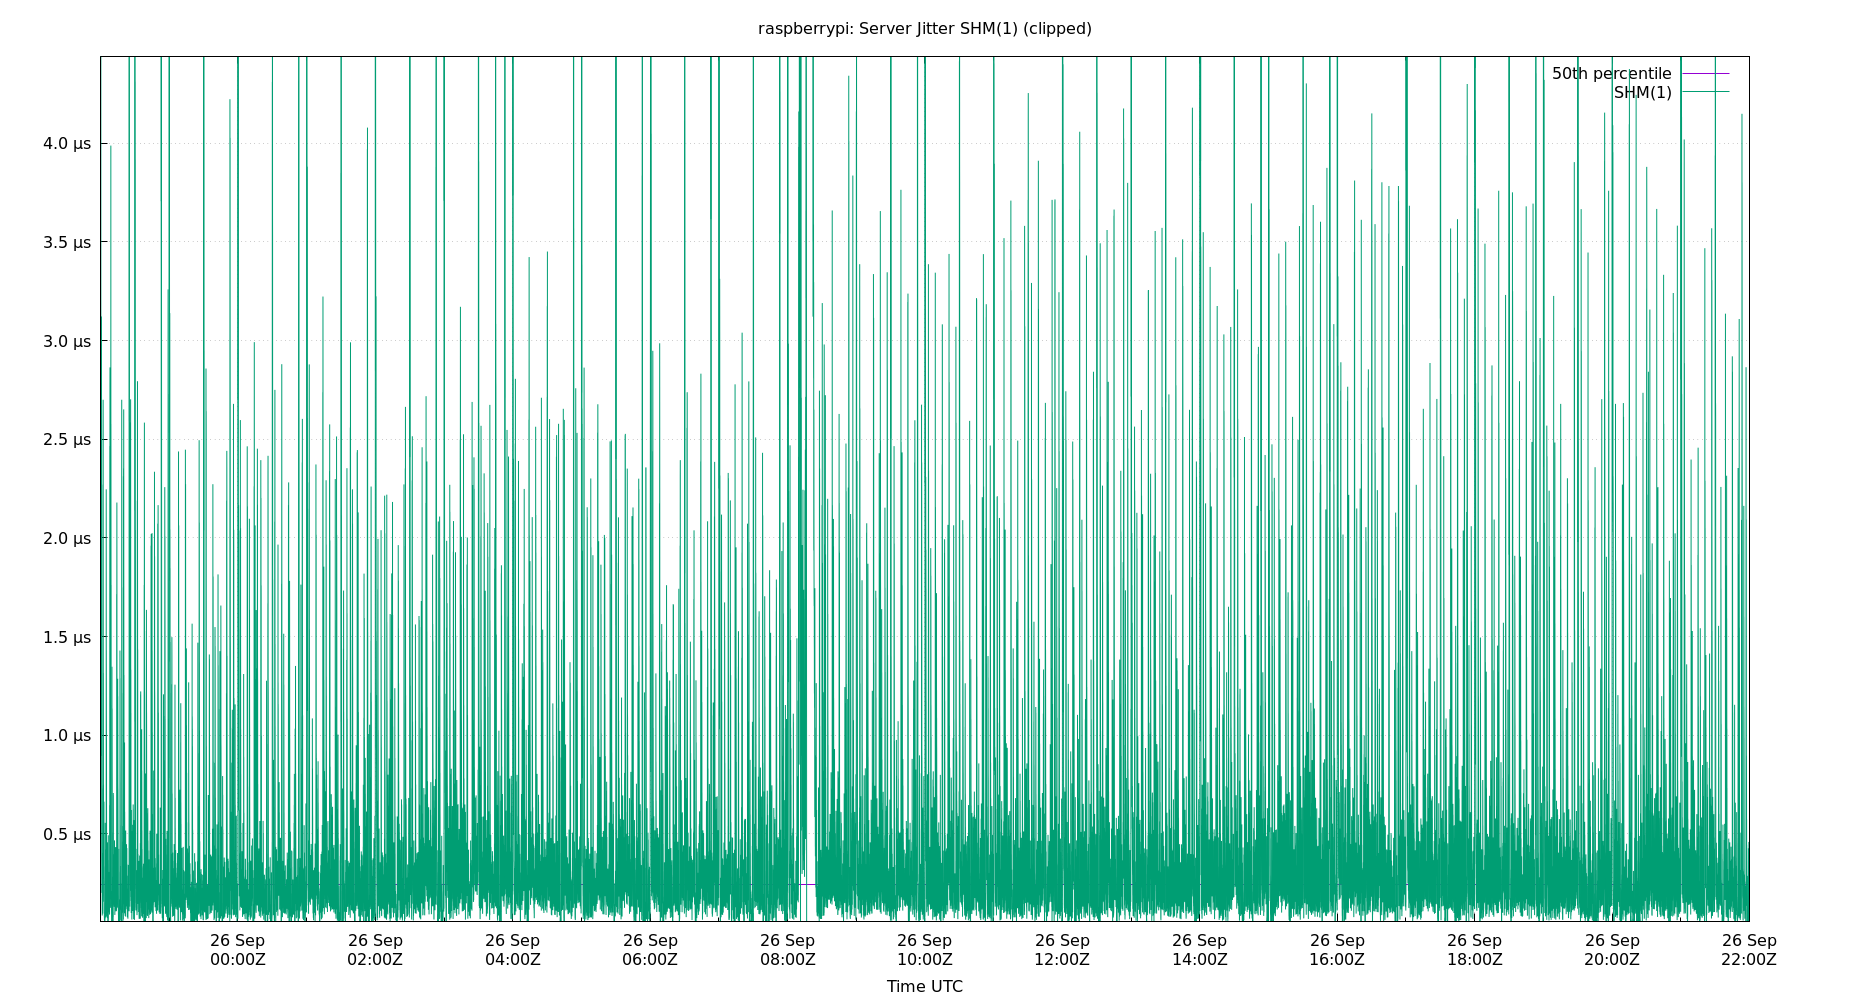 raspberrypi: Server Jitter SHM(1) (clipped)
50th percentile
SHM(1)
4.0 µs
3.5 µs
3.0 µs
2.5 µs
2.0 µs
1.5 µs
1.0 µs
0.5 µs
26 Sep 26 Sep 26 Sep 26 Sep 26 Sep 26 Sep 26 Sep 26 Sep 26 Sep 26 Sep 26 Sep 26 Sep
00:00Z 02:00Z 04:00Z 06:00Z 08:00Z 10:00Z 12:00Z 14:00Z 16:00Z 18:00Z 20:00Z 22:00Z
Time UTC